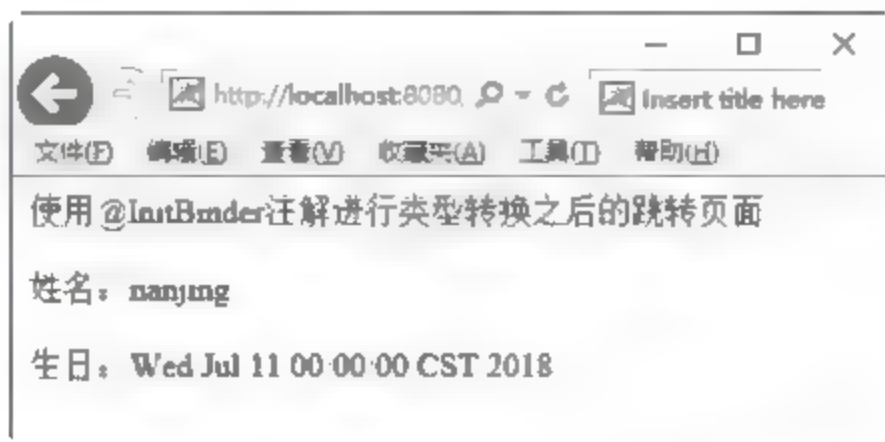 http://localhost:8080
Insert title here
文件(F) 编辑(E) 查看(V) 收藏夹(A) 工具(T) 帮助(H)
使用@InitBinder注解进行类型转换之后的跳转页面
姓名：nanjing
生日：Wed Jul 11 00:00:00 CST 2018